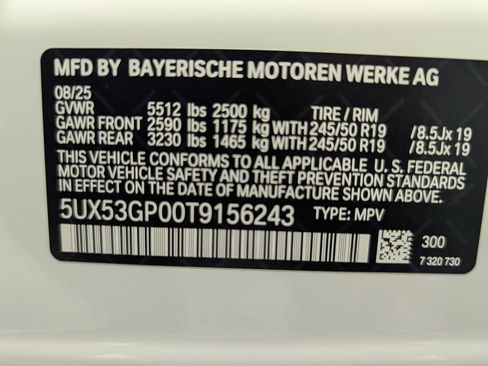 MFD BY BAYERISCHE MOTOREN WERKE AG
08/25
GVWR 5512 lbs 2500 kg TIRE / RIM
GAWR FRONT 2590 lbs 1175 kg WITH 245/50 R19 /8.5Jx 19
GAWR REAR 3230 lbs 1465 kg WITH 245/50 R19 /8.5Jx 19
THIS VEHICLE CONFORMS TO ALL APPLICABLE U. S. FEDERAL
MOTOR VEHICLE SAFETY AND THEFT PREVENTION
STANDARDS IN EFFECT ON THE DATE OF MANUFACTURE SHOWN ABOVE.
5UX53GP00T9156243 TYPE: MPV
300
7 320 730